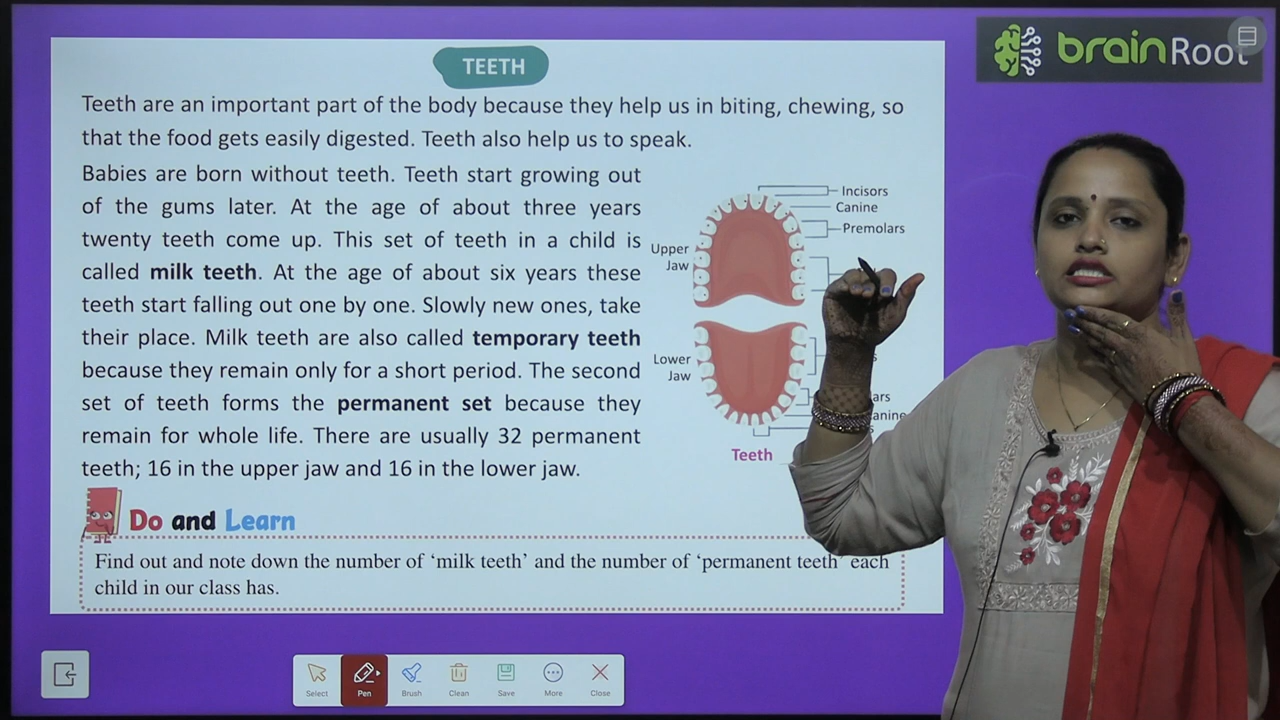 brainRoot
TEETH
Teeth are an important part of the body because they help us in biting, chewing, so
that the food gets easily digested. Teeth also help us to speak.
Babies are born without teeth. Teeth start growing out
of the gums later. At the age of about three years
twenty teeth come up. This set of teeth in a child is
called milk teeth. At the age of about six years these
teeth start falling out one by one. Slowly new ones, take
their place. Milk teeth are also called temporary teeth
because they remain only for a short period. The second
set of teeth forms the permanent set because they
remain for whole life. There are usually 32 permanent
teeth; 16 in the upper jaw and 16 in the lower jaw.
Incisors
Canine
Premolars
Upper
Jaw
Lower
Jaw
Teeth
Do and Learn
Find out and note down the number of ‘milk teeth’ and the number of ‘permanent teeth’ each
child in our class has.
Select
Pen
Brush
Clean
Save
More
Close